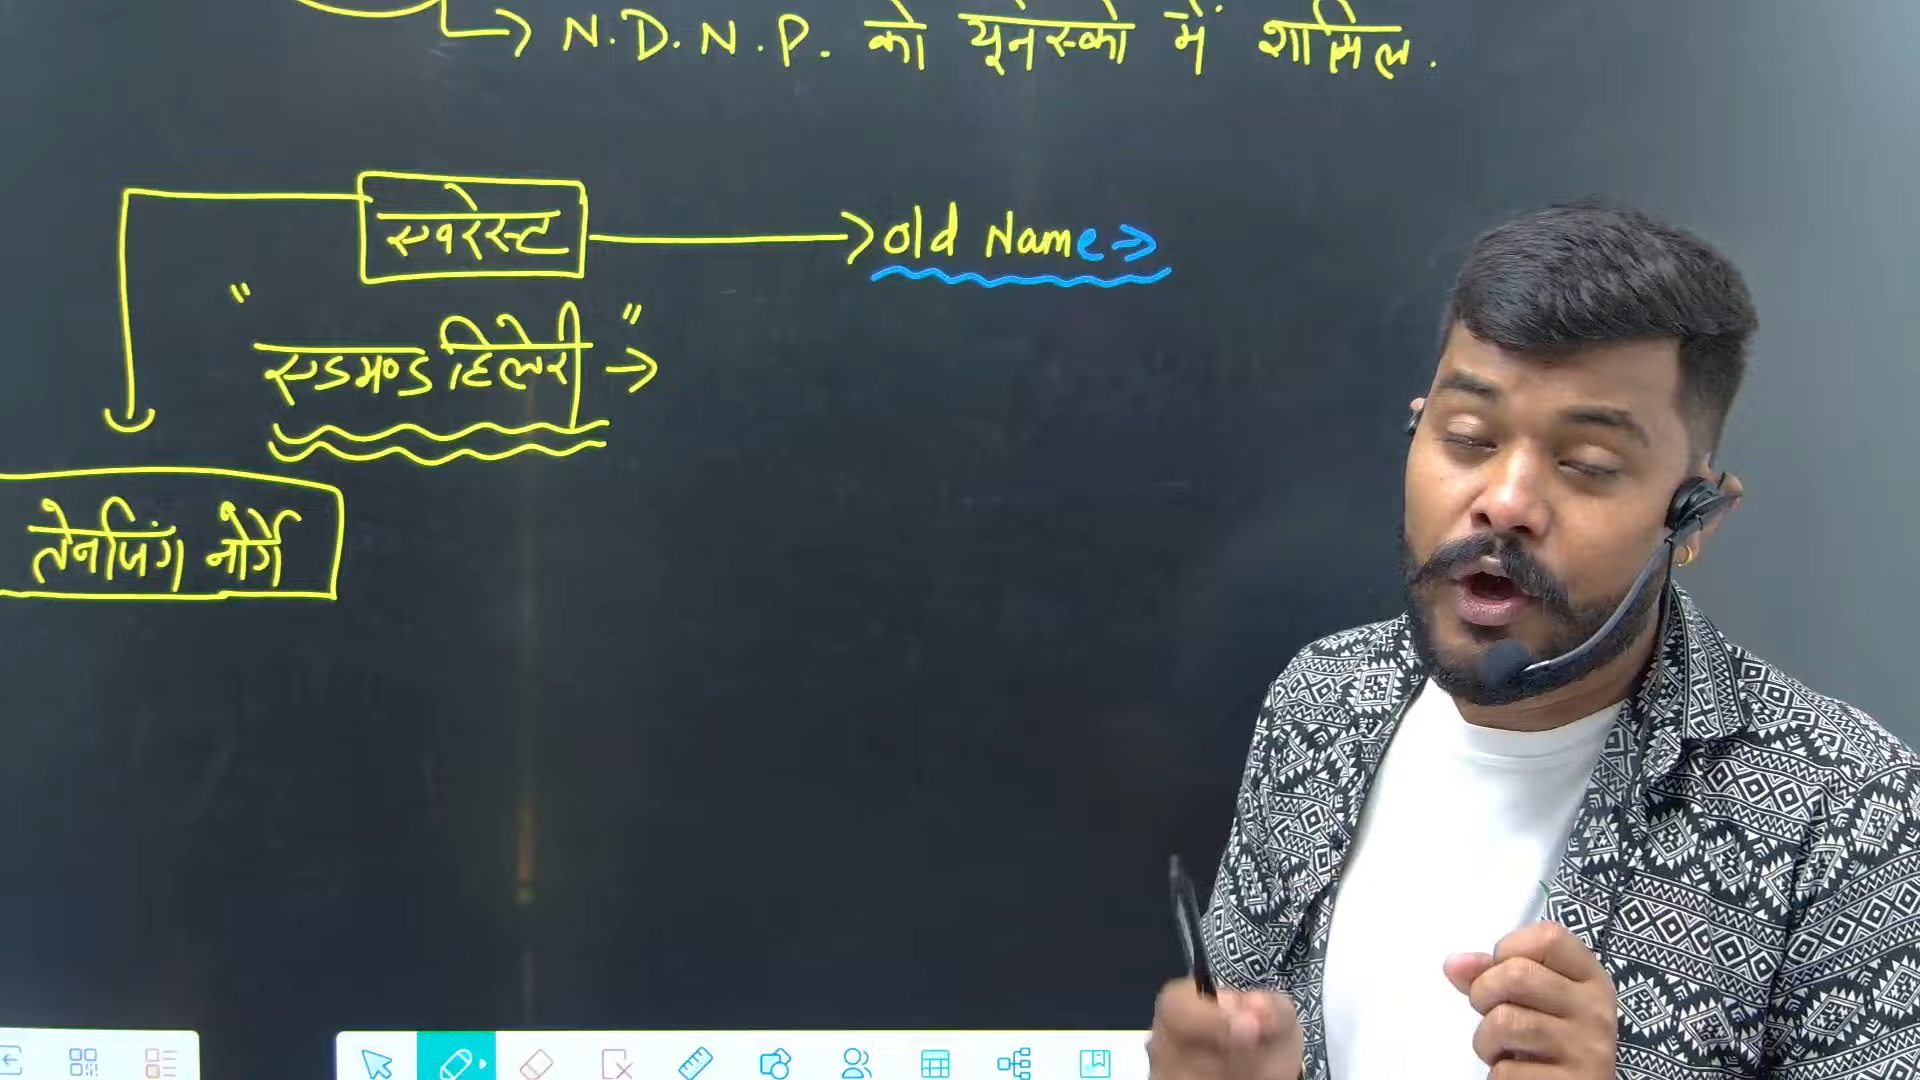 N.D.N.P. को यूनेस्को में शामिल.
एवरेस्ट
Old Name
"एडमण्ड हिलेरी"
तेनजिंग नोर्गे